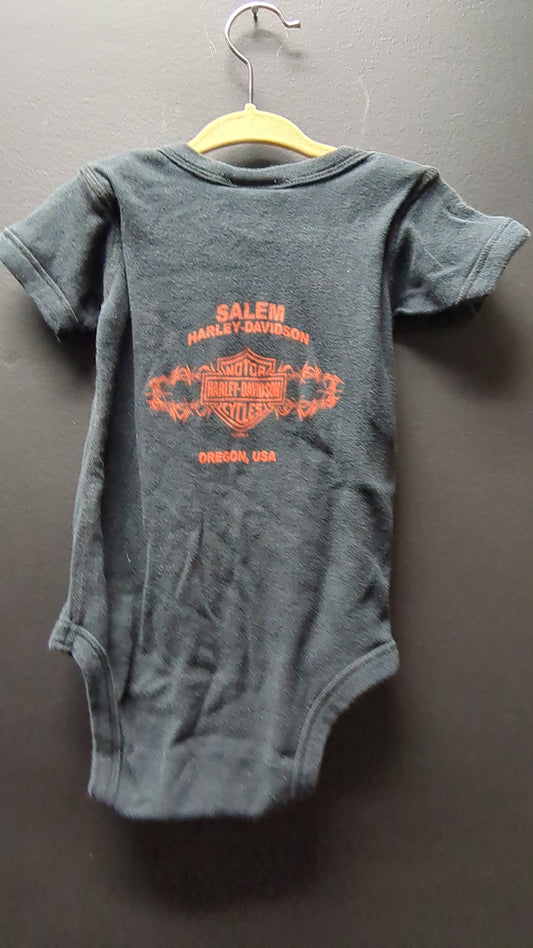 SALEM
HARLEY-DAVIDSON
MOTOR
HARLEY-DAVIDSON
CYCLES
OREGON, USA